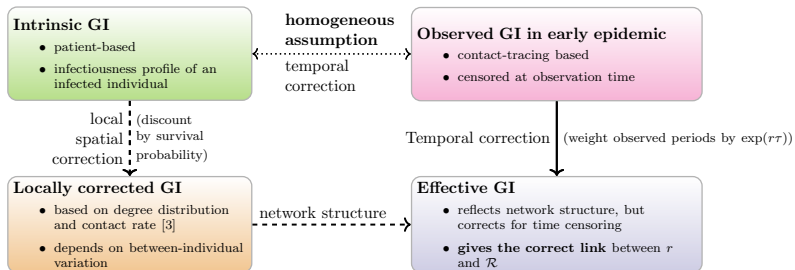 Intrinsic GI
• patient-based
• infectiousness profile of an
infected individual
homogeneous
assumption
temporal
correction
Observed GI in early epidemic
• contact-tracing based
• censored at observation time
local
spatial
correction
(discount
by survival
probability)
Temporal correction
(weight observed periods by exp(rτ))
Locally corrected GI
• based on degree distribution
and contact rate [3]
• depends on between-individual
variation
network structure
Effective GI
• reflects network structure, but
corrects for time censoring
• gives the correct link between r
and ℛ